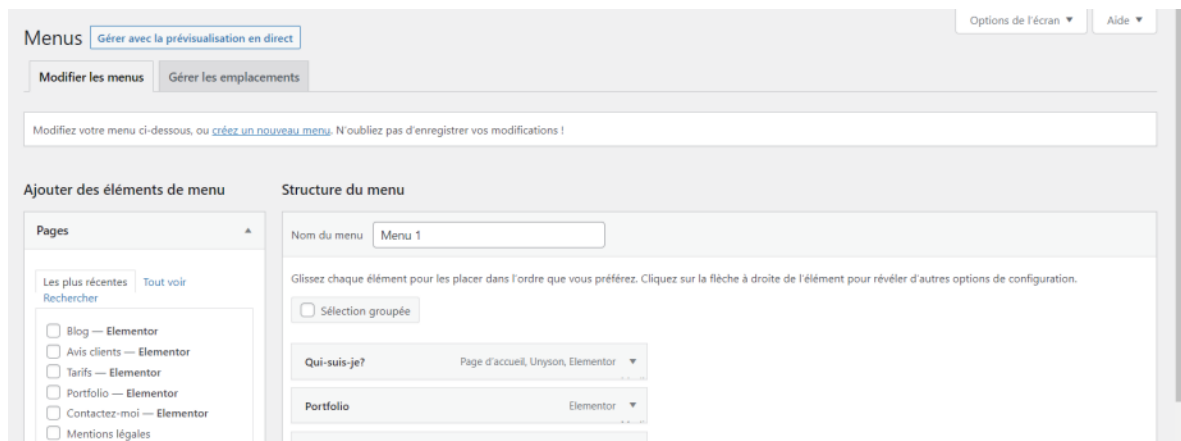 Options de l'écran ▼ Aide ▼
Menus Gérer avec la prévisualisation en direct
Modifier les menus Gérer les emplacements
Modifiez votre menu ci-dessous, ou créez un nouveau menu. N'oubliez pas d'enregistrer vos modifications !
Ajouter des éléments de menu
Pages
Les plus récentes Tout voir
Rechercher
Blog — Elementor
Avis clients — Elementor
Tarifs — Elementor
Portfolio — Elementor
Contactez-moi — Elementor
Mentions légales
Structure du menu
Nom du menu Menu 1
Glissez chaque élément pour les placer dans l'ordre que vous préférez. Cliquez sur la flèche à droite de l'élément pour révéler d'autres options de configuration.
Sélection groupée
Qui-suis-je? Page d'accueil, Unyson, Elementor ▼
Portfolio Elementor ▼